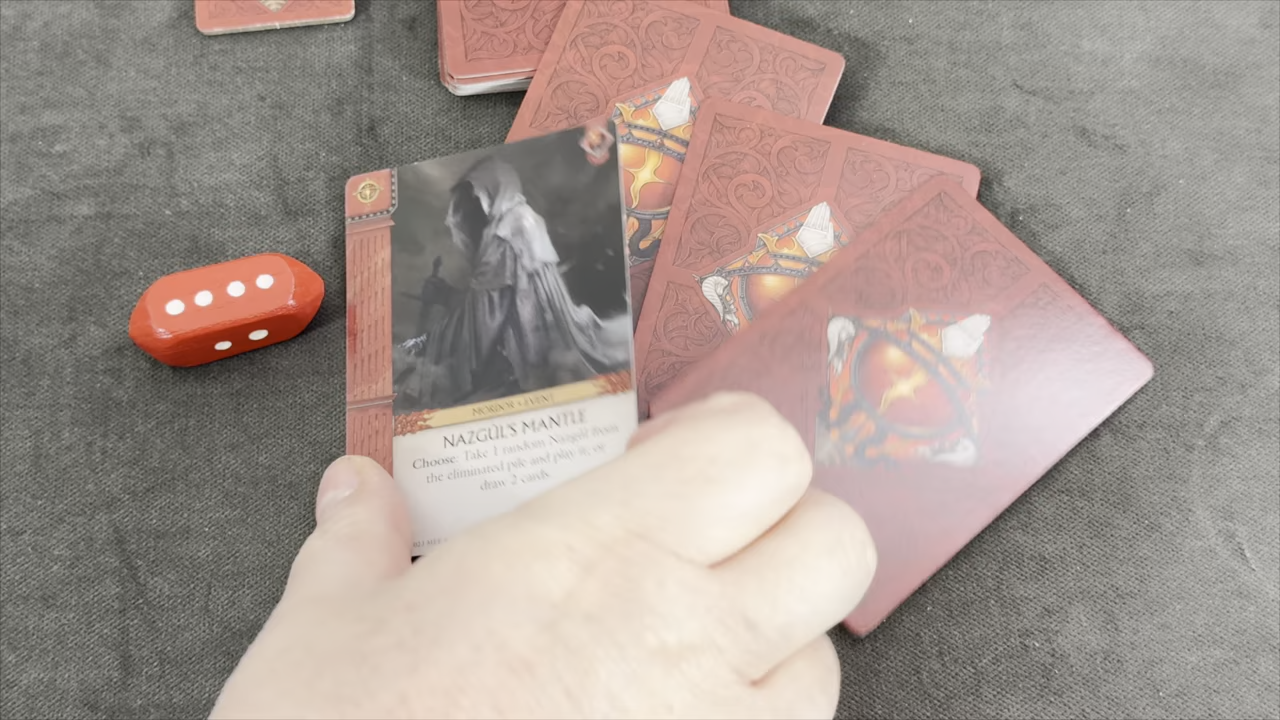 MORDOR • EVENT
NAZGÛL'S MANTLE
Choose: Take 1 random Nazgûl from
the eliminated pile and play it; or
draw 2 cards.